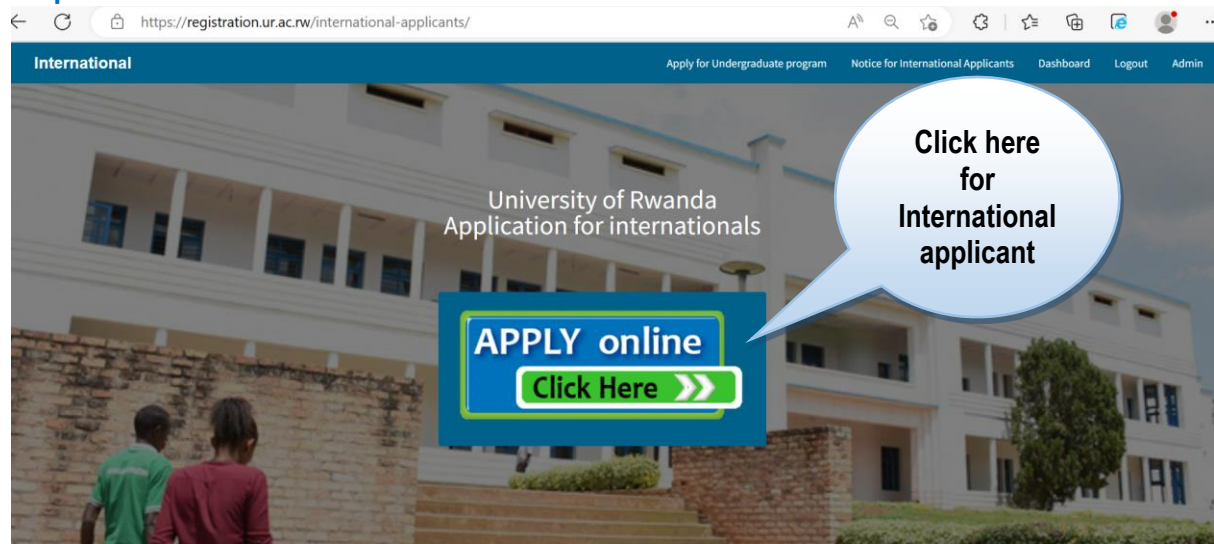 https://registration.ur.ac.rw/international-applicants/
International
Apply for Undergraduate program Notice for International Applicants Dashboard Logout Admin
Click here
for
International
applicant
University of Rwanda
Application for internationals
APPLY online
Click Here